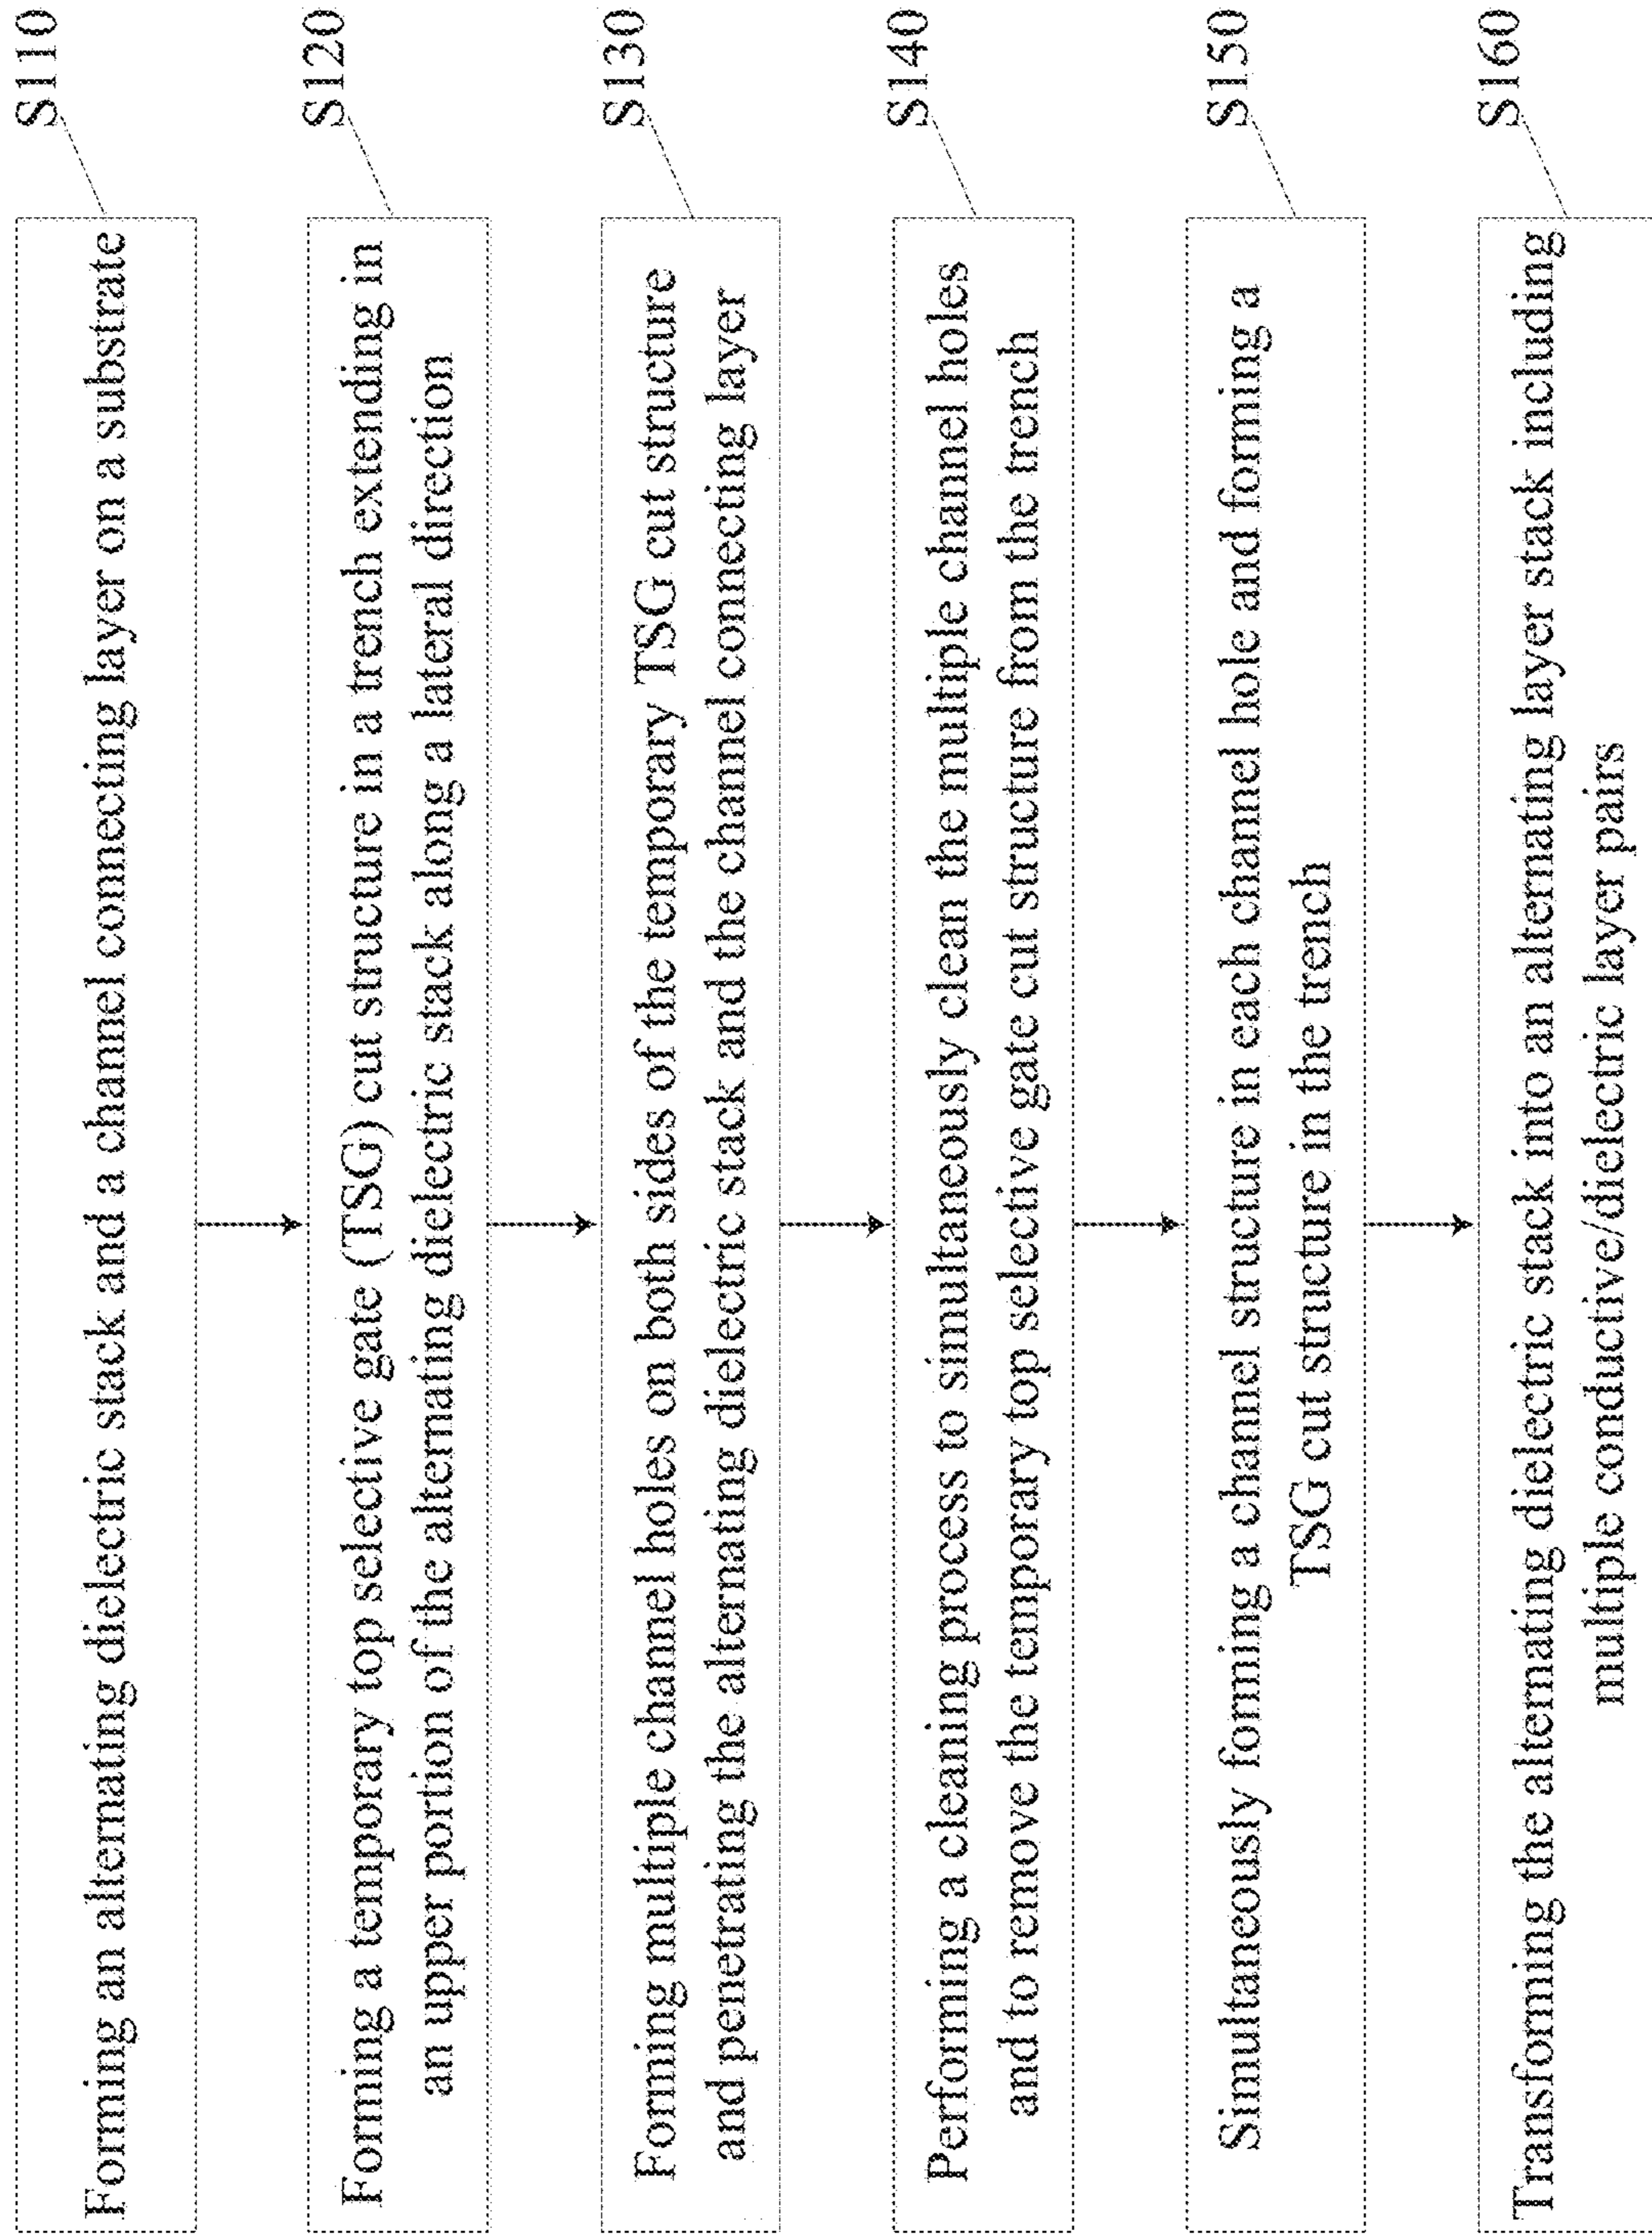 Forming an alternating dielectric stack and a channel connecting layer on a substrate
S110
Forming a temporary top selective gate (TSG) cut structure in a trench extending in
an upper portion of the alternating dielectric stack along a lateral direction
S120
Forming multiple channel holes on both sides of the temporary TSG cut structure
and penetrating the alternating dielectric stack and the channel connecting layer
S130
Performing a cleaning process to simultaneously clean the multiple channel holes
and to remove the temporary top selective gate cut structure from the trench
S140
Simultaneously forming a channel structure in each channel hole and forming a
TSG cut structure in the trench
S150
Transforming the alternating dielectric stack into an alternating layer stack including
multiple conductive/dielectric layer pairs
S160